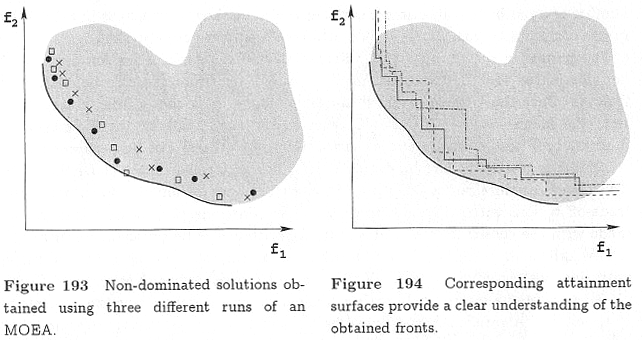 f2
f1
Figure 193 Non-dominated solutions ob-
tained using three different runs of an
MOEA.
f2
f1
Figure 194 Corresponding attainment
surfaces provide a clear understanding of the
obtained fronts.